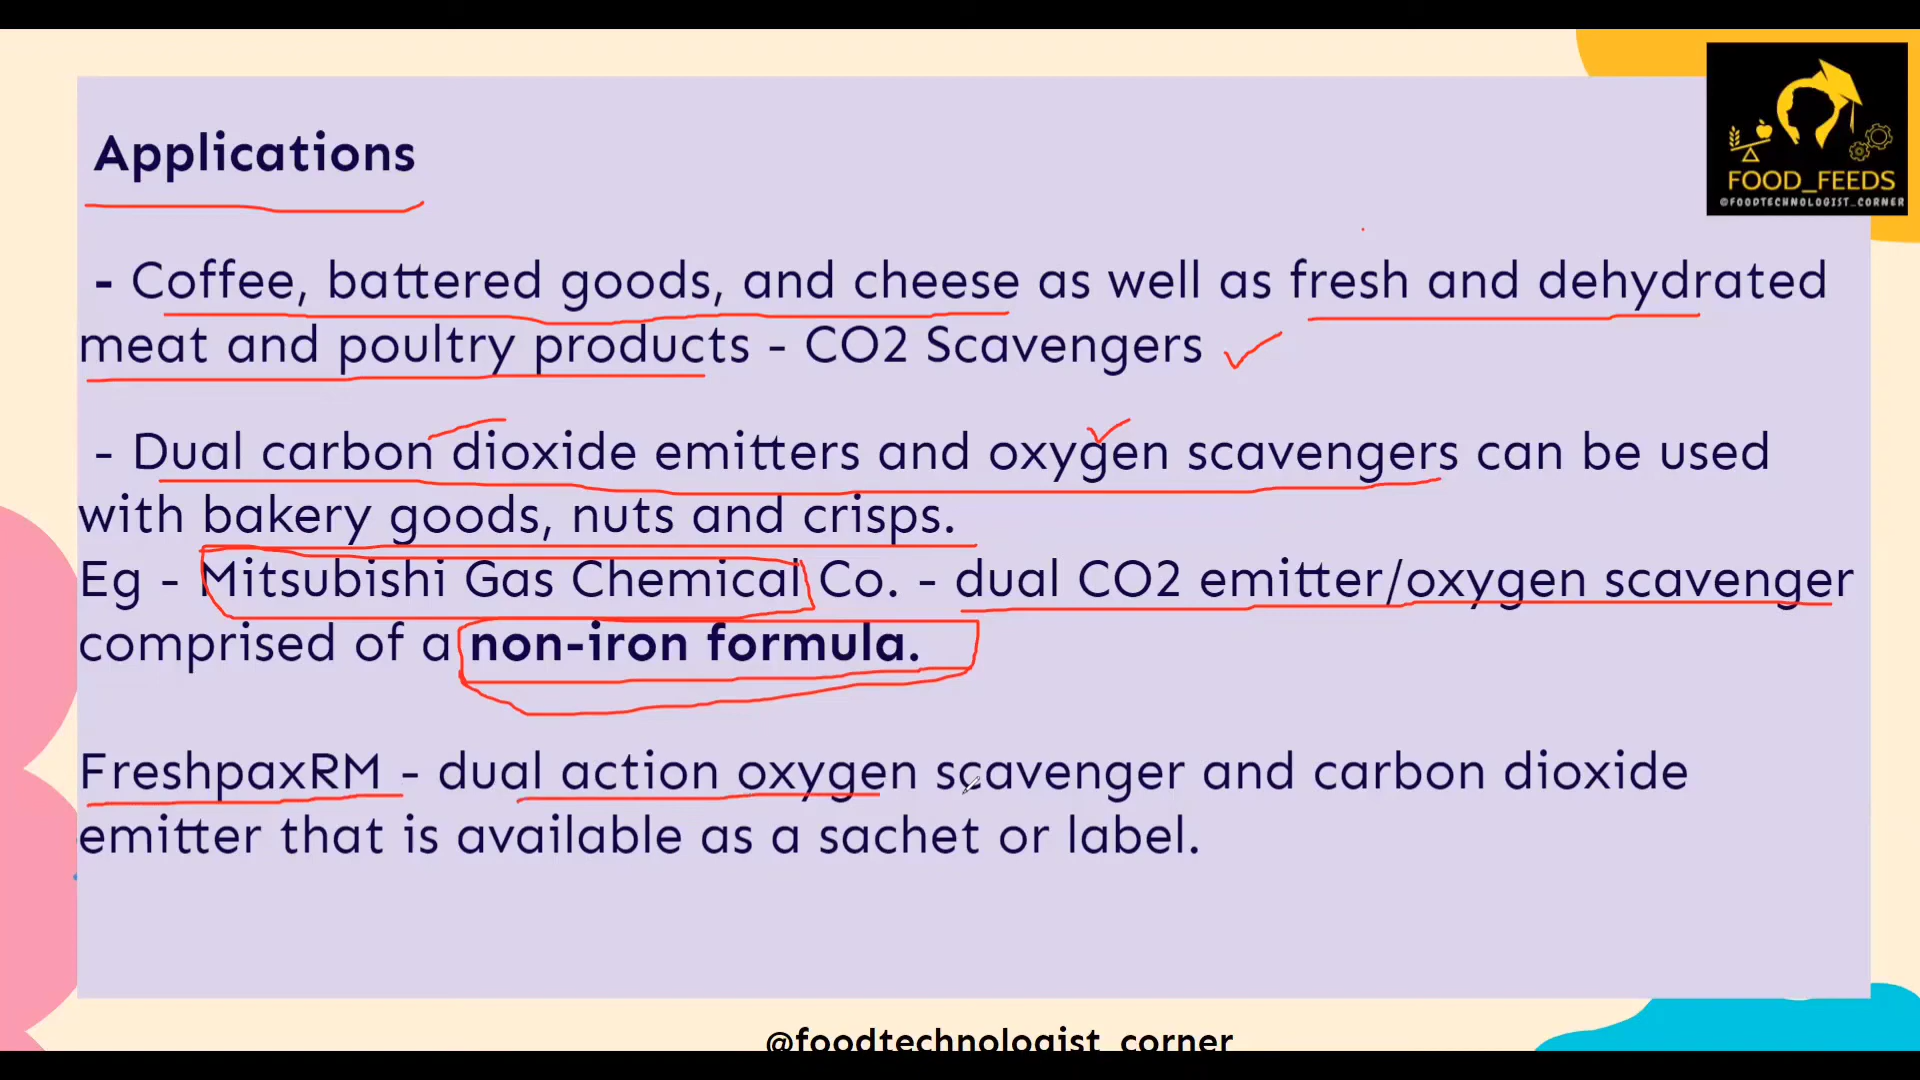 Applications
- Coffee, battered goods, and cheese as well as fresh and dehydrated
meat and poultry products - CO2 Scavengers
- Dual carbon dioxide emitters and oxygen scavengers can be used
with bakery goods, nuts and crisps.
Eg - Mitsubishi Gas Chemical Co. - dual CO2 emitter/oxygen scavenger
comprised of a non-iron formula.
FreshpaxRM - dual action oxygen scavenger and carbon dioxide
emitter that is available as a sachet or label.
FOOD_FEEDS
@FOODTECHNOLOGIST_CORNER
@foodtechnologist_corner